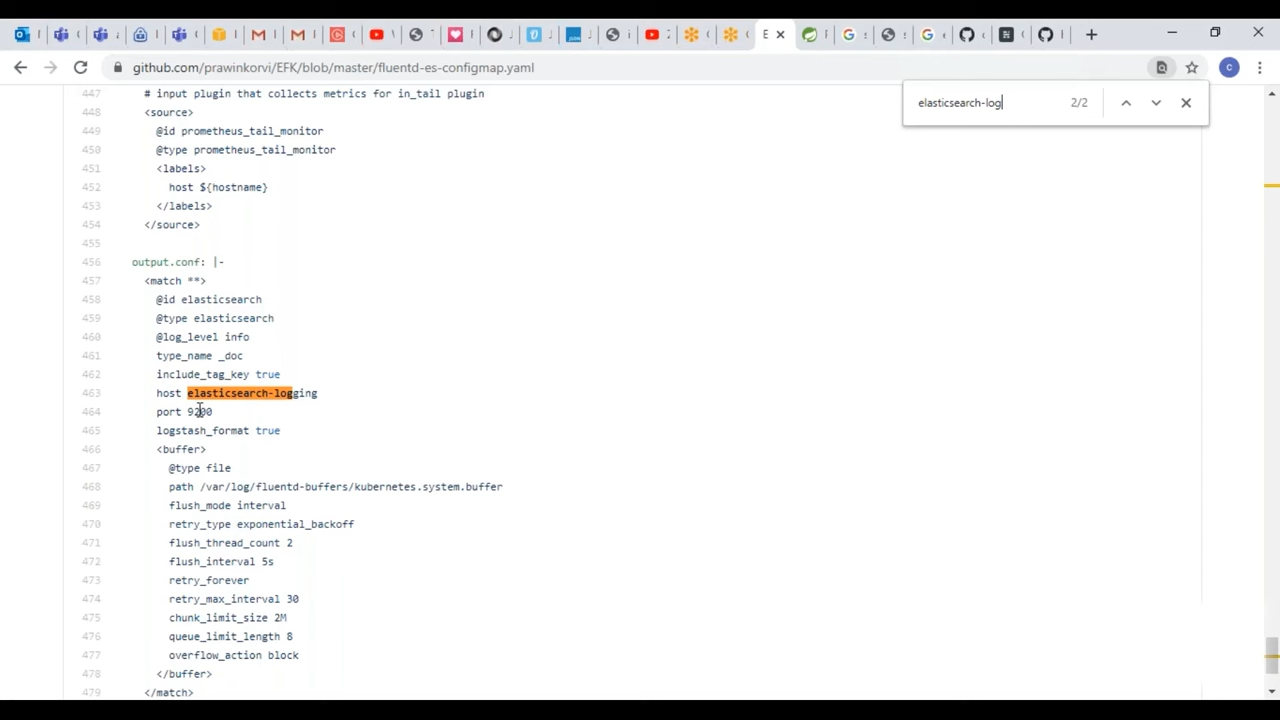 github.com/prawinkorvi/EFK/blob/master/fluentd-es-configmap.yaml
elasticsearch-log 2/2
447 # input plugin that collects metrics for in_tail plugin
448 <source>
449 @id prometheus_tail_monitor
450 @type prometheus_tail_monitor
451 <labels>
452 host ${hostname}
453 </labels>
454 </source>
455
456 output.conf: |-
457 <match **>
458 @id elasticsearch
459 @type elasticsearch
460 @log_level info
461 type_name _doc
462 include_tag_key true
463 host elasticsearch-logging
464 port 9200
465 logstash_format true
466 <buffer>
467 @type file
468 path /var/log/fluentd-buffers/kubernetes.system.buffer
469 flush_mode interval
470 retry_type exponential_backoff
471 flush_thread_count 2
472 flush_interval 5s
473 retry_forever
474 retry_max_interval 30
475 chunk_limit_size 2M
476 queue_limit_length 8
477 overflow_action block
478 </buffer>
479 </match>